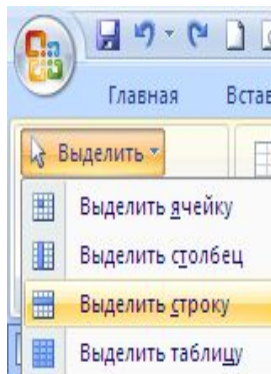 Главная Встав
Выделить
Выделить ячейку
Выделить столбец
Выделить строку
Выделить таблицу